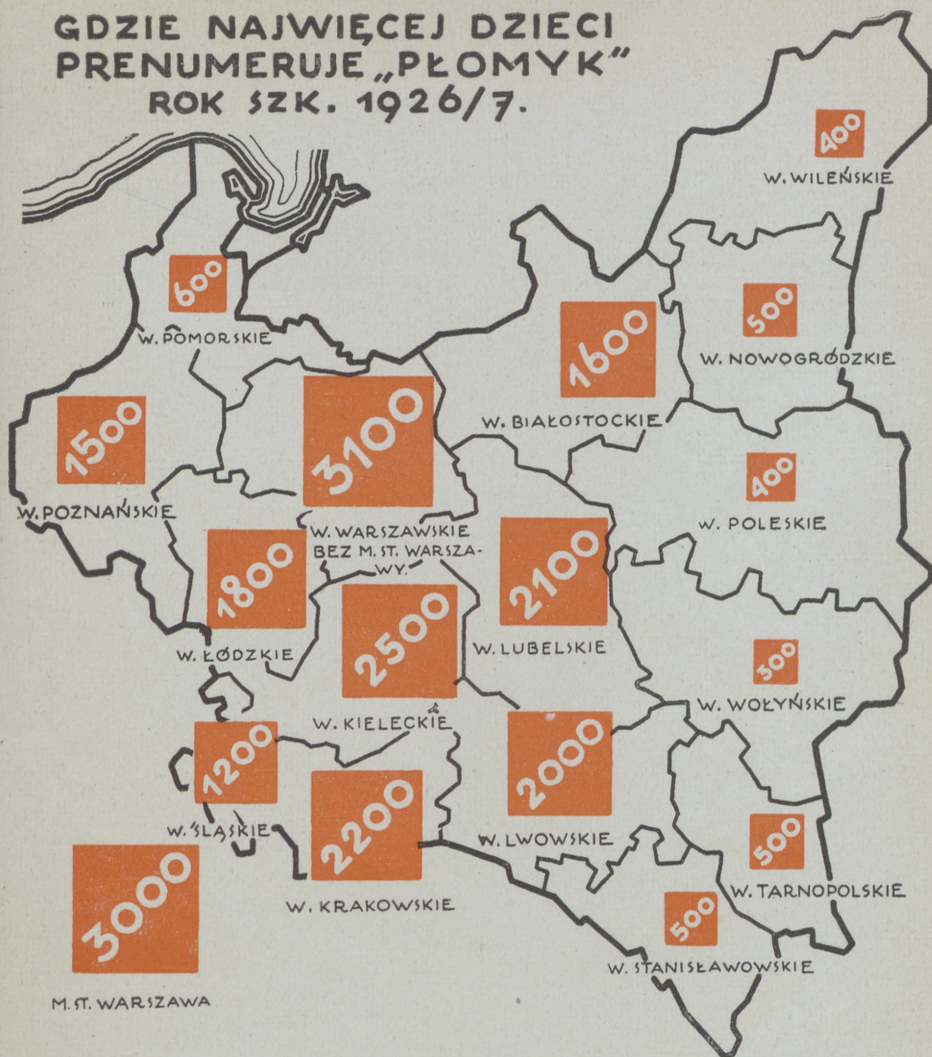 GDZIE NAJWIĘCEJ DZIECI
PRENUMERUJE „PŁOMYK"
ROK SZK. 1926/7.
400
W. WILEŃSKIE
600
W. POMORSKIE
500
W. NOWOGRÓDZKIE
1600
W. BIAŁOSTOCKIE
1500
W. POZNAŃSKIE
3100
W. WARSZAWSKIE
BEZ M. ST. WARSZA-
WY.
400
W. POLESKIE
1800
W. ŁÓDZKIE
2100
W. LUBELSKIE
2500
W. KIELECKIE
300
W. WOŁYŃSKIE
1200
W. ŚLĄSKIE
2200
W. KRAKOWSKIE
2000
W. LWOWSKIE
500
W. TARNOPOLSKIE
500
W. STANISŁAWOWSKIE
3000
M. ST. WARSZAWA